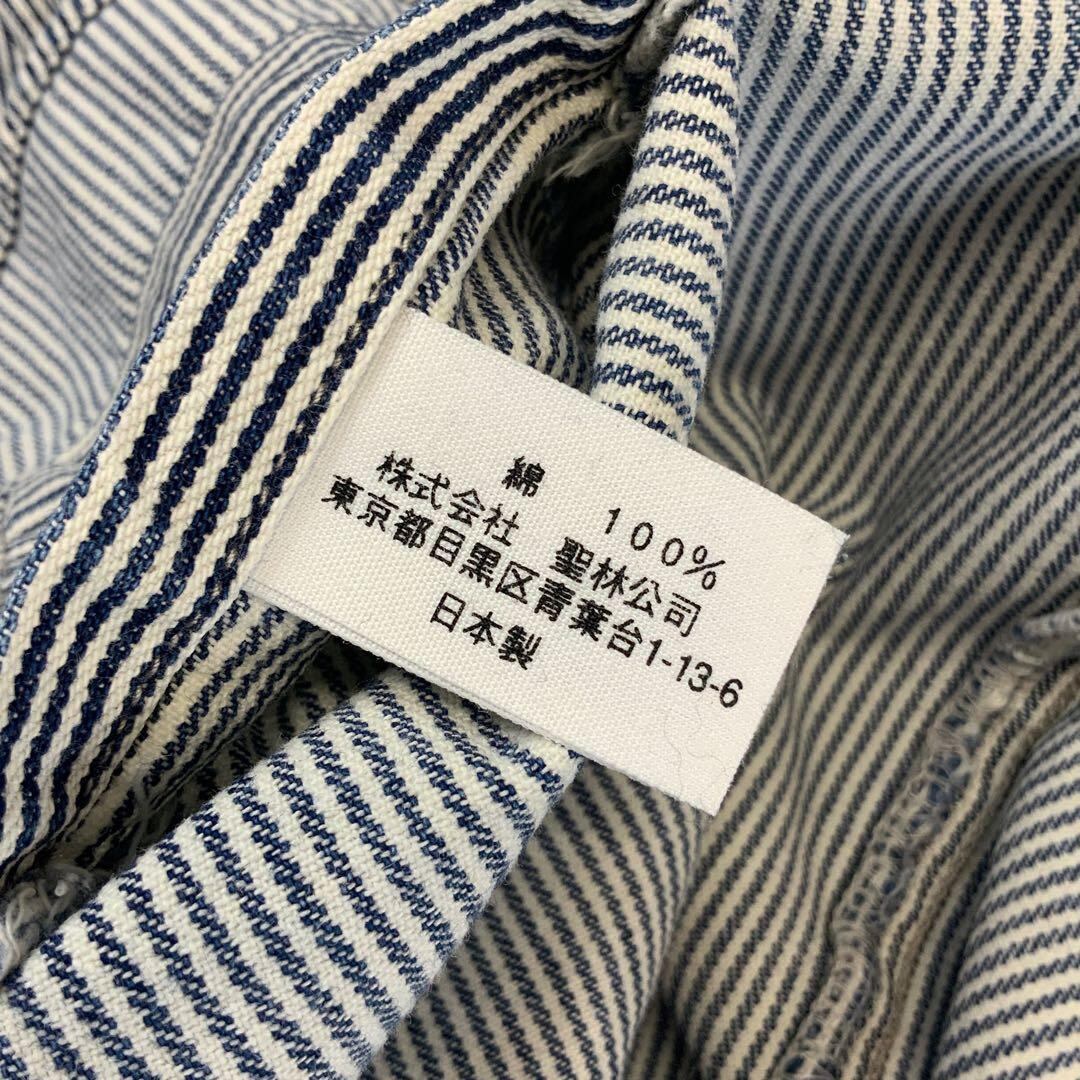 綿　100%
株式会社　聖林公司
東京都目黒区青葉台1-13-6
日本製